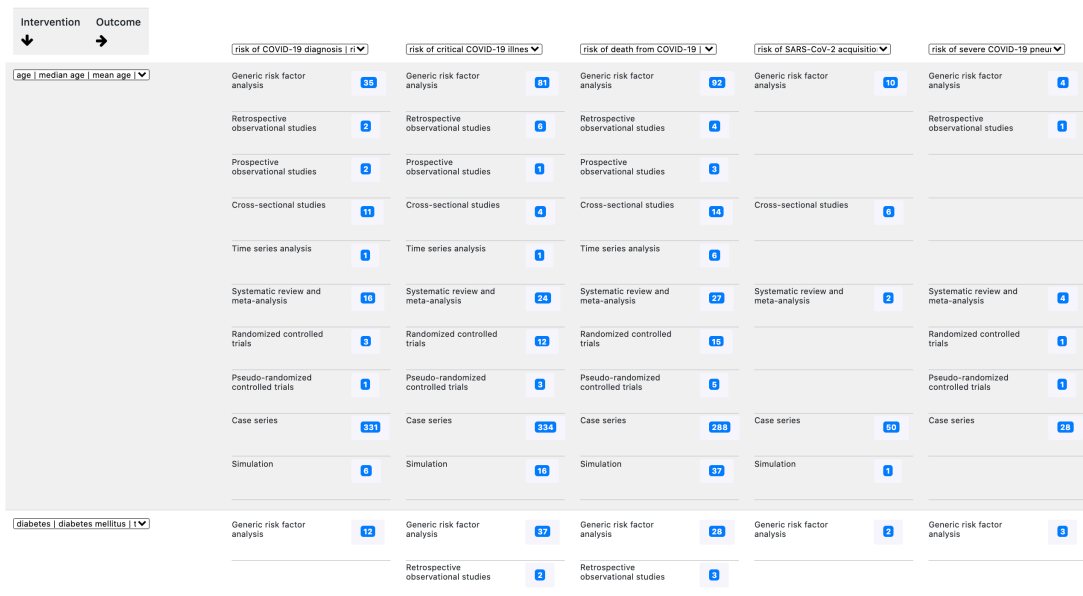 Intervention Outcome
risk of COVID-19 diagnosis | ri risk of critical COVID-19 illnes risk of death from COVID-19 | risk of SARS-CoV-2 acquisitio risk of severe COVID-19 pneur
age | median age | mean age |
Generic risk factor Generic risk factor Generic risk factor Generic risk factor Generic risk factor
analysis 35 analysis 81 analysis 92 analysis 10 analysis 4
Retrospective Retrospective Retrospective Retrospective
observational studies 2 observational studies 6 observational studies 4 observational studies 1
Prospective Prospective Prospective
observational studies 2 observational studies 1 observational studies 3
Cross-sectional studies 11 Cross-sectional studies 4 Cross-sectional studies 14 Cross-sectional studies 6
Time series analysis 1 Time series analysis 1 Time series analysis 6
Systematic review and Systematic review and Systematic review and Systematic review and Systematic review and
meta-analysis 16 meta-analysis 24 meta-analysis 27 meta-analysis 2 meta-analysis 4
Randomized controlled Randomized controlled Randomized controlled Randomized controlled
trials 3 trials 12 trials 15 trials 1
Pseudo-randomized Pseudo-randomized Pseudo-randomized Pseudo-randomized
controlled trials 1 controlled trials 3 controlled trials 5 controlled trials 1
Case series 331 Case series 334 Case series 288 Case series 50 Case series 28
Simulation 6 Simulation 16 Simulation 37 Simulation 1
diabetes | diabetes mellitus | t
Generic risk factor Generic risk factor Generic risk factor Generic risk factor Generic risk factor
analysis 12 analysis 37 analysis 28 analysis 2 analysis 3
Retrospective Retrospective
observational studies 2 observational studies 3